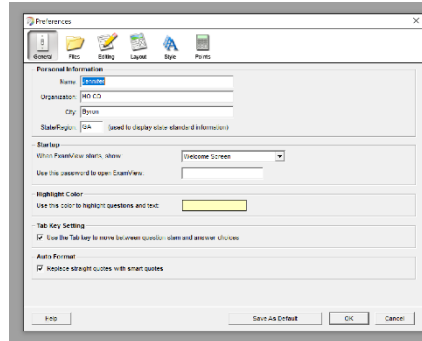 Preferences
General Files Editing Layout Style Points
Personal Information
Name: Jennifer
Organization: HO CO
City: Byron
State/Region: GA (used to display state standard information)
Startup
When ExamView starts, show: Welcome Screen
Use this password to open ExamView:
Highlight Color
Use this color to highlight questions and text:
Tab Key Setting
Use the Tab key to move between question stem and answer choices
Auto Format
Replace straight quotes with smart quotes
Help Save As Default OK Cancel